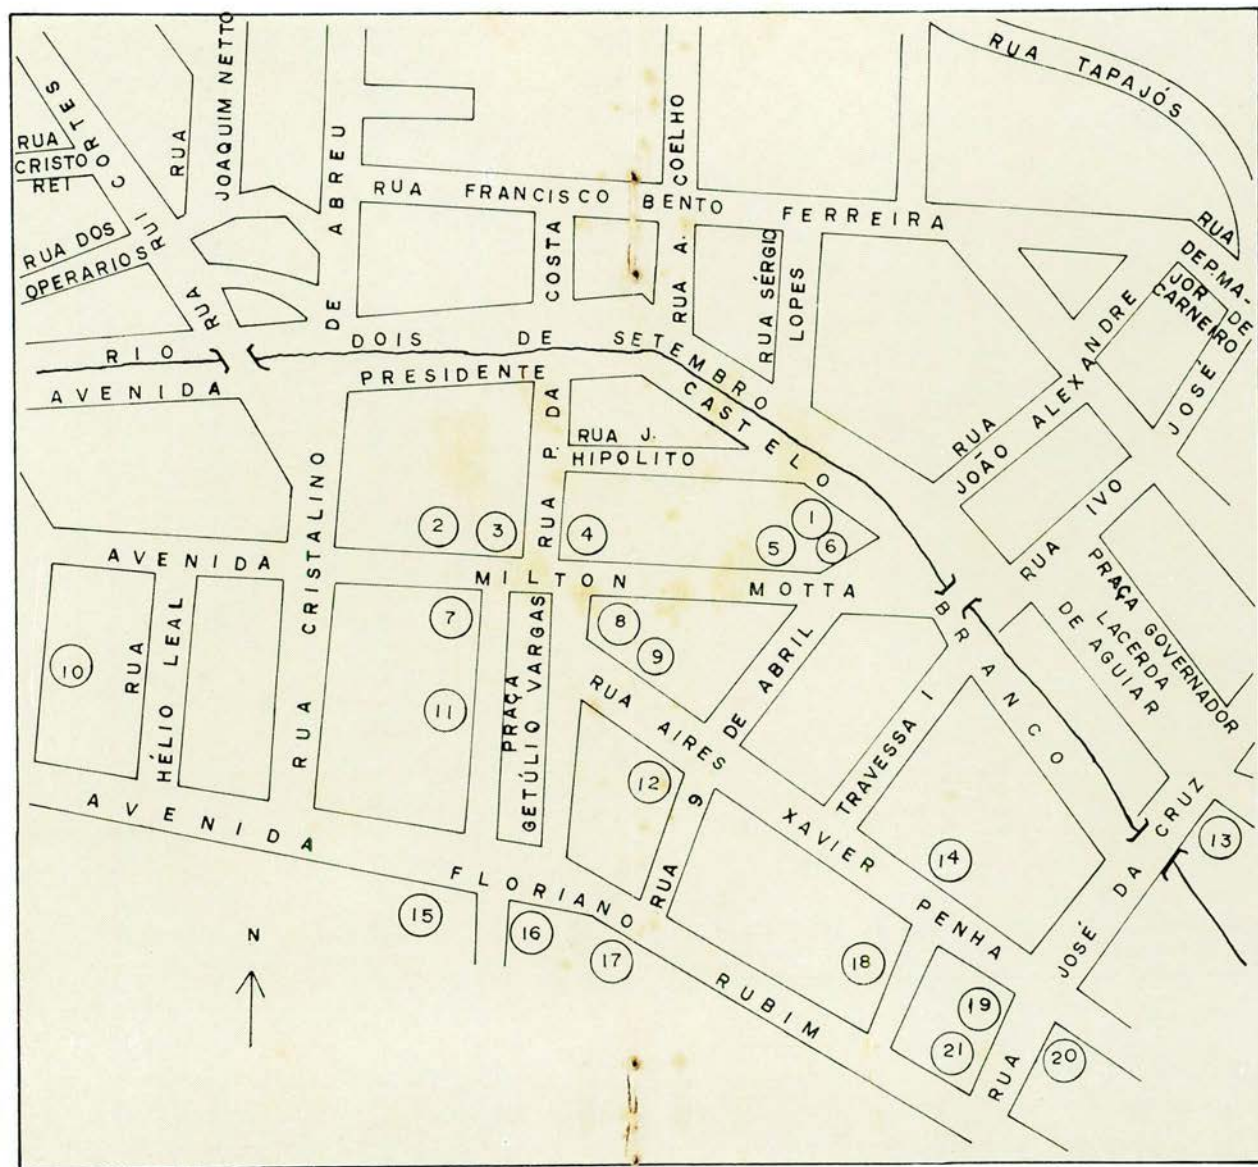 RUA TAPAJÓS
RUA JOAQUIM NETTO
RUA RUI CORTES
RUA
CRISTO
REI
RUA DOS
OPERARIOS
DE ABREU
COELHO
RUA FRANCISCO BENTO FERREIRA
RUA A.
COSTA
RUA SÉRGIO
LOPES
RUA
DEP. MA-
JOR DE
CARNEIRO
JOSÉ
RIO DOIS DE SETEMBRO
AVENIDA PRESIDENTE CASTELO BRANCO
RUA
JOÃO ALEXANDRE
RUA P. DA
RUA J.
HIPOLITO
RUA IVO
PRAÇA GOVERNADOR
LACERDA
DE AGUIAR
1
2
3
4
5
6
AVENIDA MILTON MOTTA
RUA CRISTALINO
7
8
9
10
RUA
HÉLIO LEAL
11
PRAÇA
GETÚLIO VARGAS
RUA 9 DE ABRIL
TRAVESSA I
12
RUA AIRES XAVIER PENHA
13
14
RUA JOSÉ DA CRUZ
AVENIDA FLORIANO RUBIM
15
16
17
18
19
20
21
N